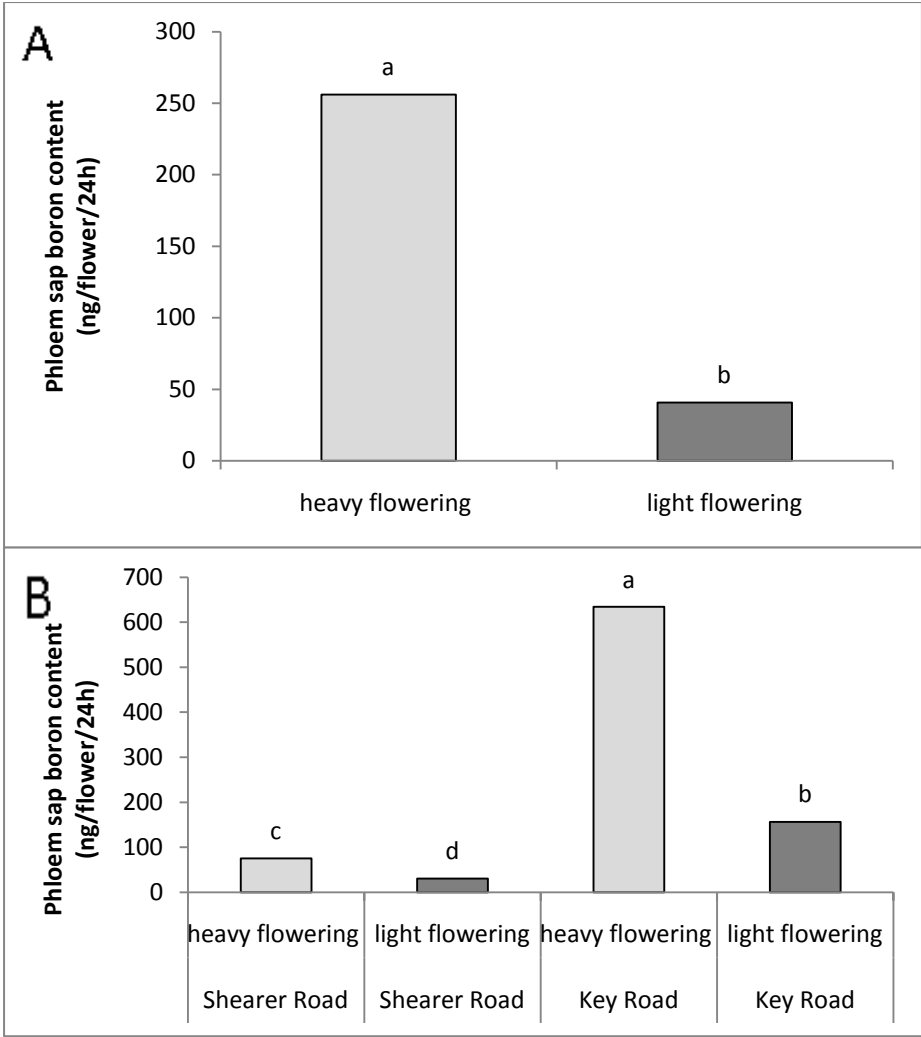 A
Phloem sap boron content
(ng/flower/24h)
300
250
200
150
100
50
0
a
b
heavy flowering light flowering
B
Phloem sap boron content
(ng/flower/24h)
700
600
500
400
300
200
100
0
c
d
a
b
heavy flowering light flowering heavy flowering light flowering
Shearer Road Shearer Road Key Road Key Road